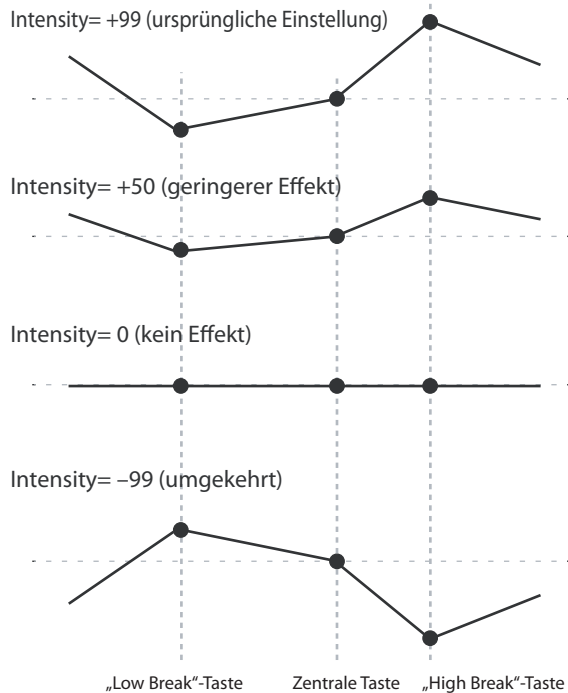 Intensity= +99 (ursprüngliche Einstellung)
Intensity= +50 (geringerer Effekt)
Intensity= 0 (kein Effekt)
Intensity= –99 (umgekehrt)
„Low Break“-Taste Zentrale Taste „High Break“-Taste